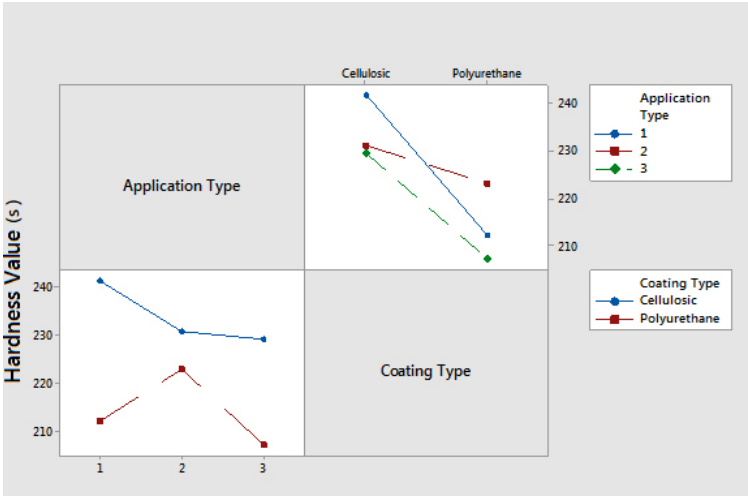 Cellulosic Polyurethane
Application Type
240
230
220
210
Application
Type
1
2
3
Hardness Value (s)
240
230
220
210
1 2 3
Coating Type
Coating Type
Cellulosic
Polyurethane